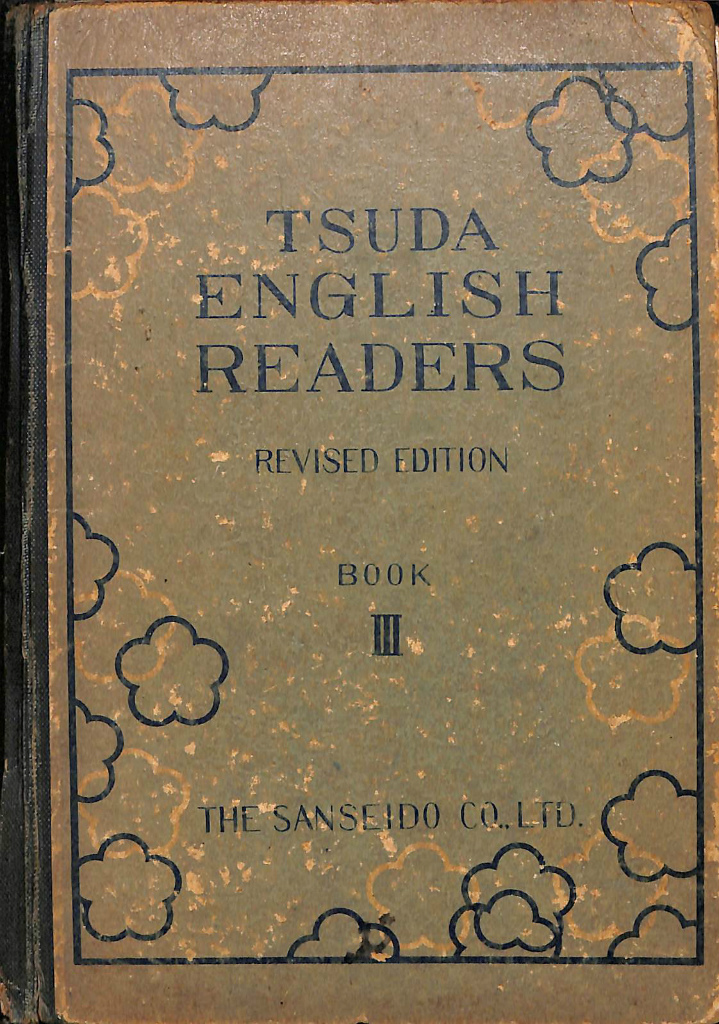 TSUDA
ENGLISH
READERS
REVISED EDITION
BOOK
III
THE SANSEIDO CO., LTD.